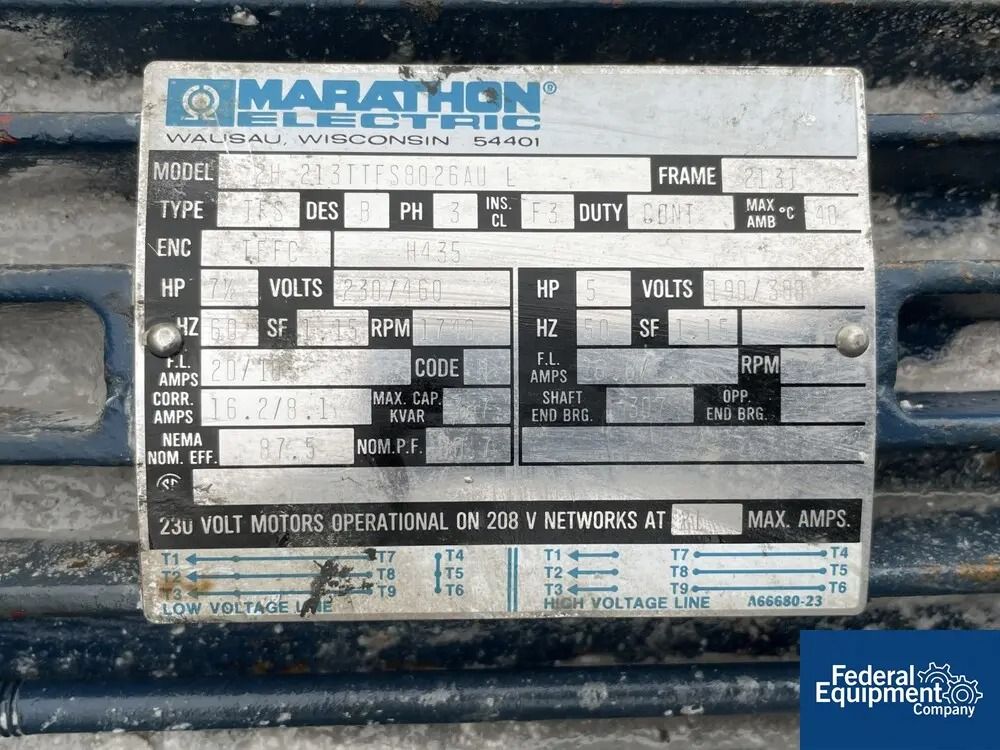 MARATHON®
ELECTRIC
WAUSAU, WISCONSIN 54401
MODEL 213TTFS8026AU L FRAME 213T
TYPE TFS DES B PH 3 INS. CL F3 DUTY CONT MAX AMB °C 40
ENC TEFC H435
HP 7½ VOLTS 230/460 HP 5 VOLTS 190/380
HZ 60 SF 1.15 RPM HZ 50 SF 1.15
F.L. AMPS CODE F.L. AMPS RPM
CORR. AMPS 16.2/8.1 MAX. CAP. KVAR SHAFT END BRG. OPP. END BRG.
NEMA NOM. EFF. 87.5 NOM.P.F.
230 VOLT MOTORS OPERATIONAL ON 208 V NETWORKS AT MAX. AMPS.
T1 T7 T4 T1 T7 T4
T2 T8 T5 T2 T8 T5
T3 T9 T6 T3 T9 T6
LOW VOLTAGE LINE HIGH VOLTAGE LINE A66680-23
Federal
Equipment
Company